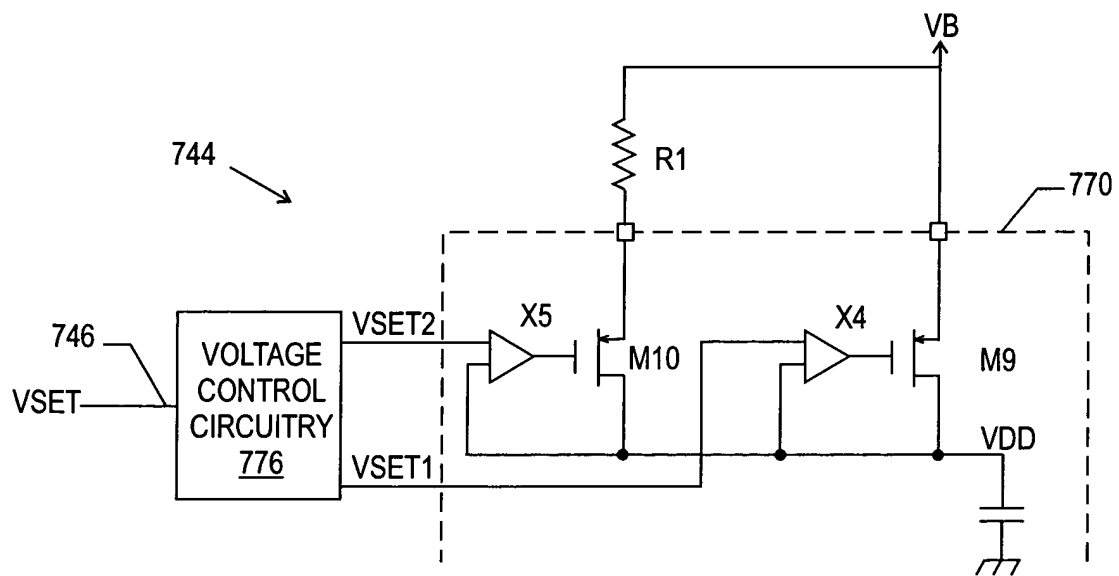 VB
R1
744
770
746
VSET2
X5
X4
M10
M9
VOLTAGE
CONTROL
CIRCUITRY
776
VSET
VSET1
VDD